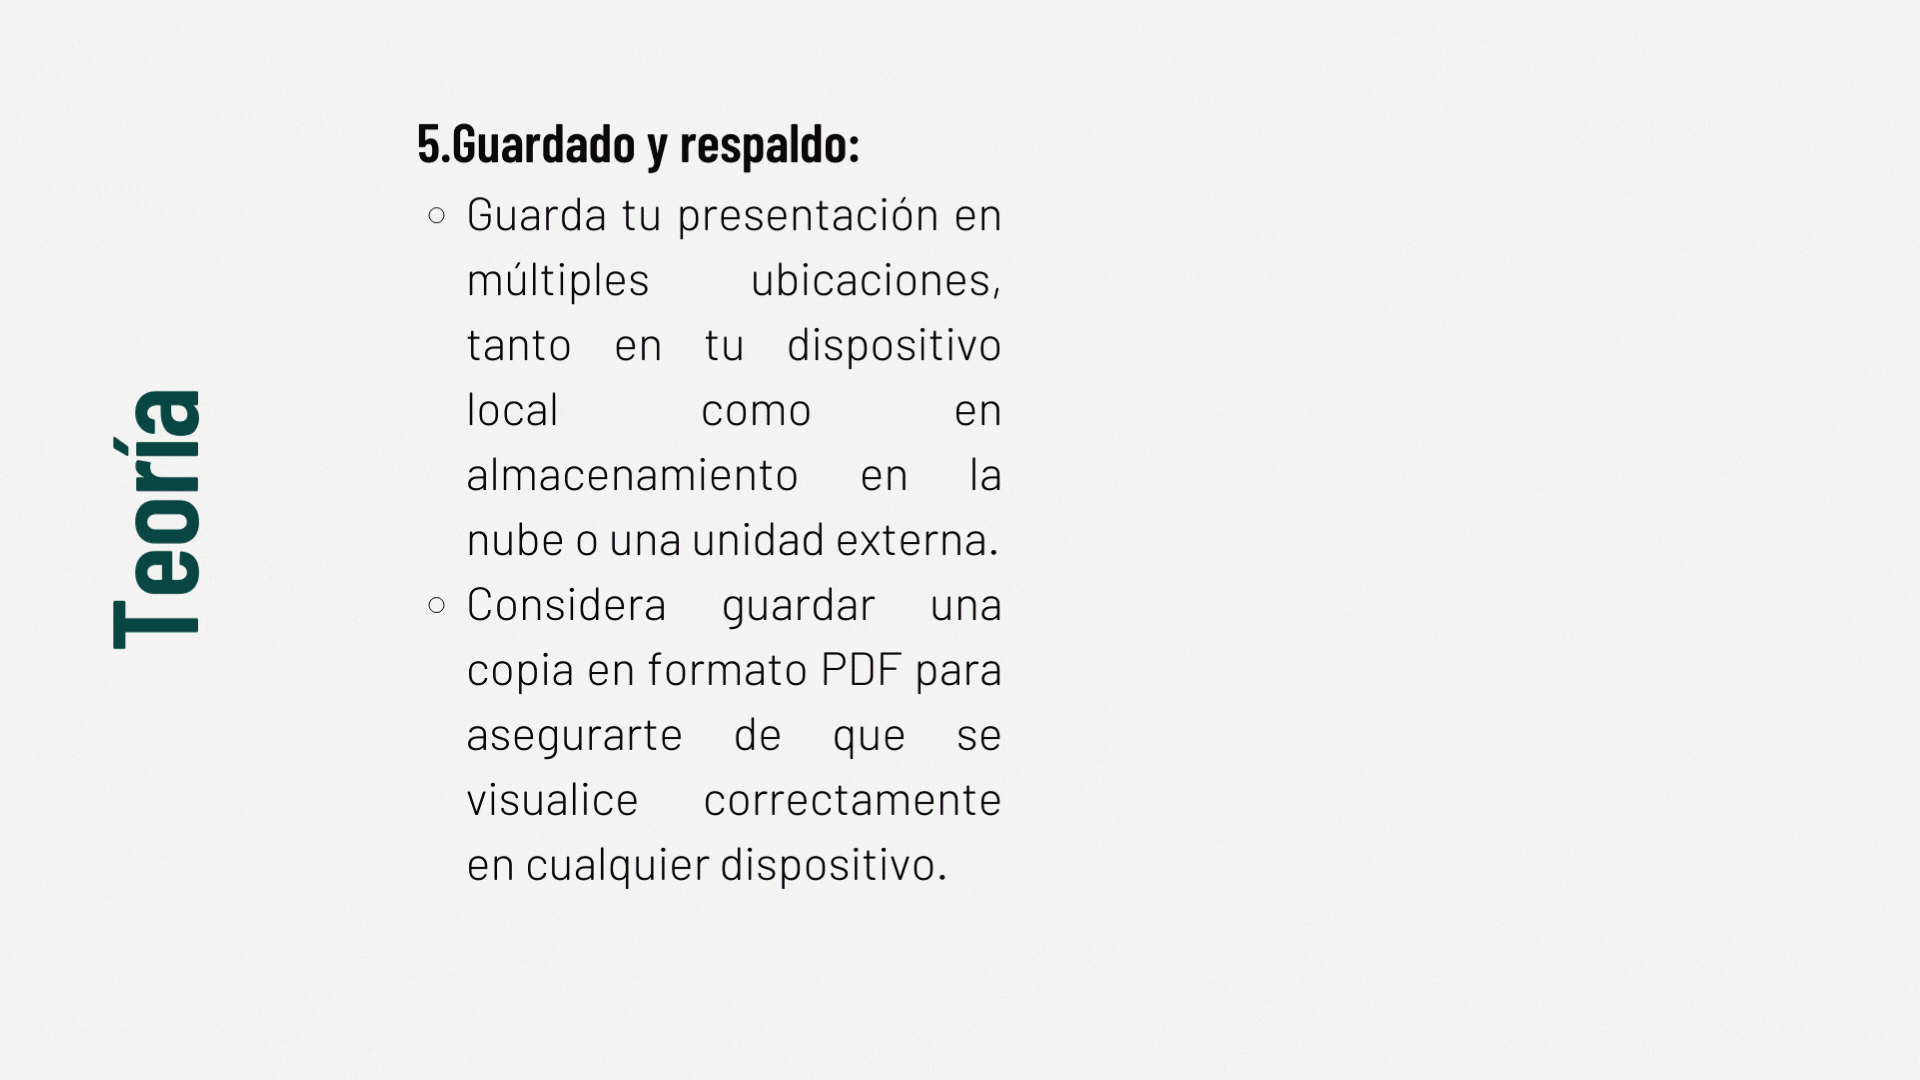 Teoría
5.Guardado y respaldo:
○ Guarda tu presentación en
múltiples ubicaciones,
tanto en tu dispositivo
local como en
almacenamiento en la
nube o una unidad externa.
○ Considera guardar una
copia en formato PDF para
asegurarte de que se
visualice correctamente
en cualquier dispositivo.